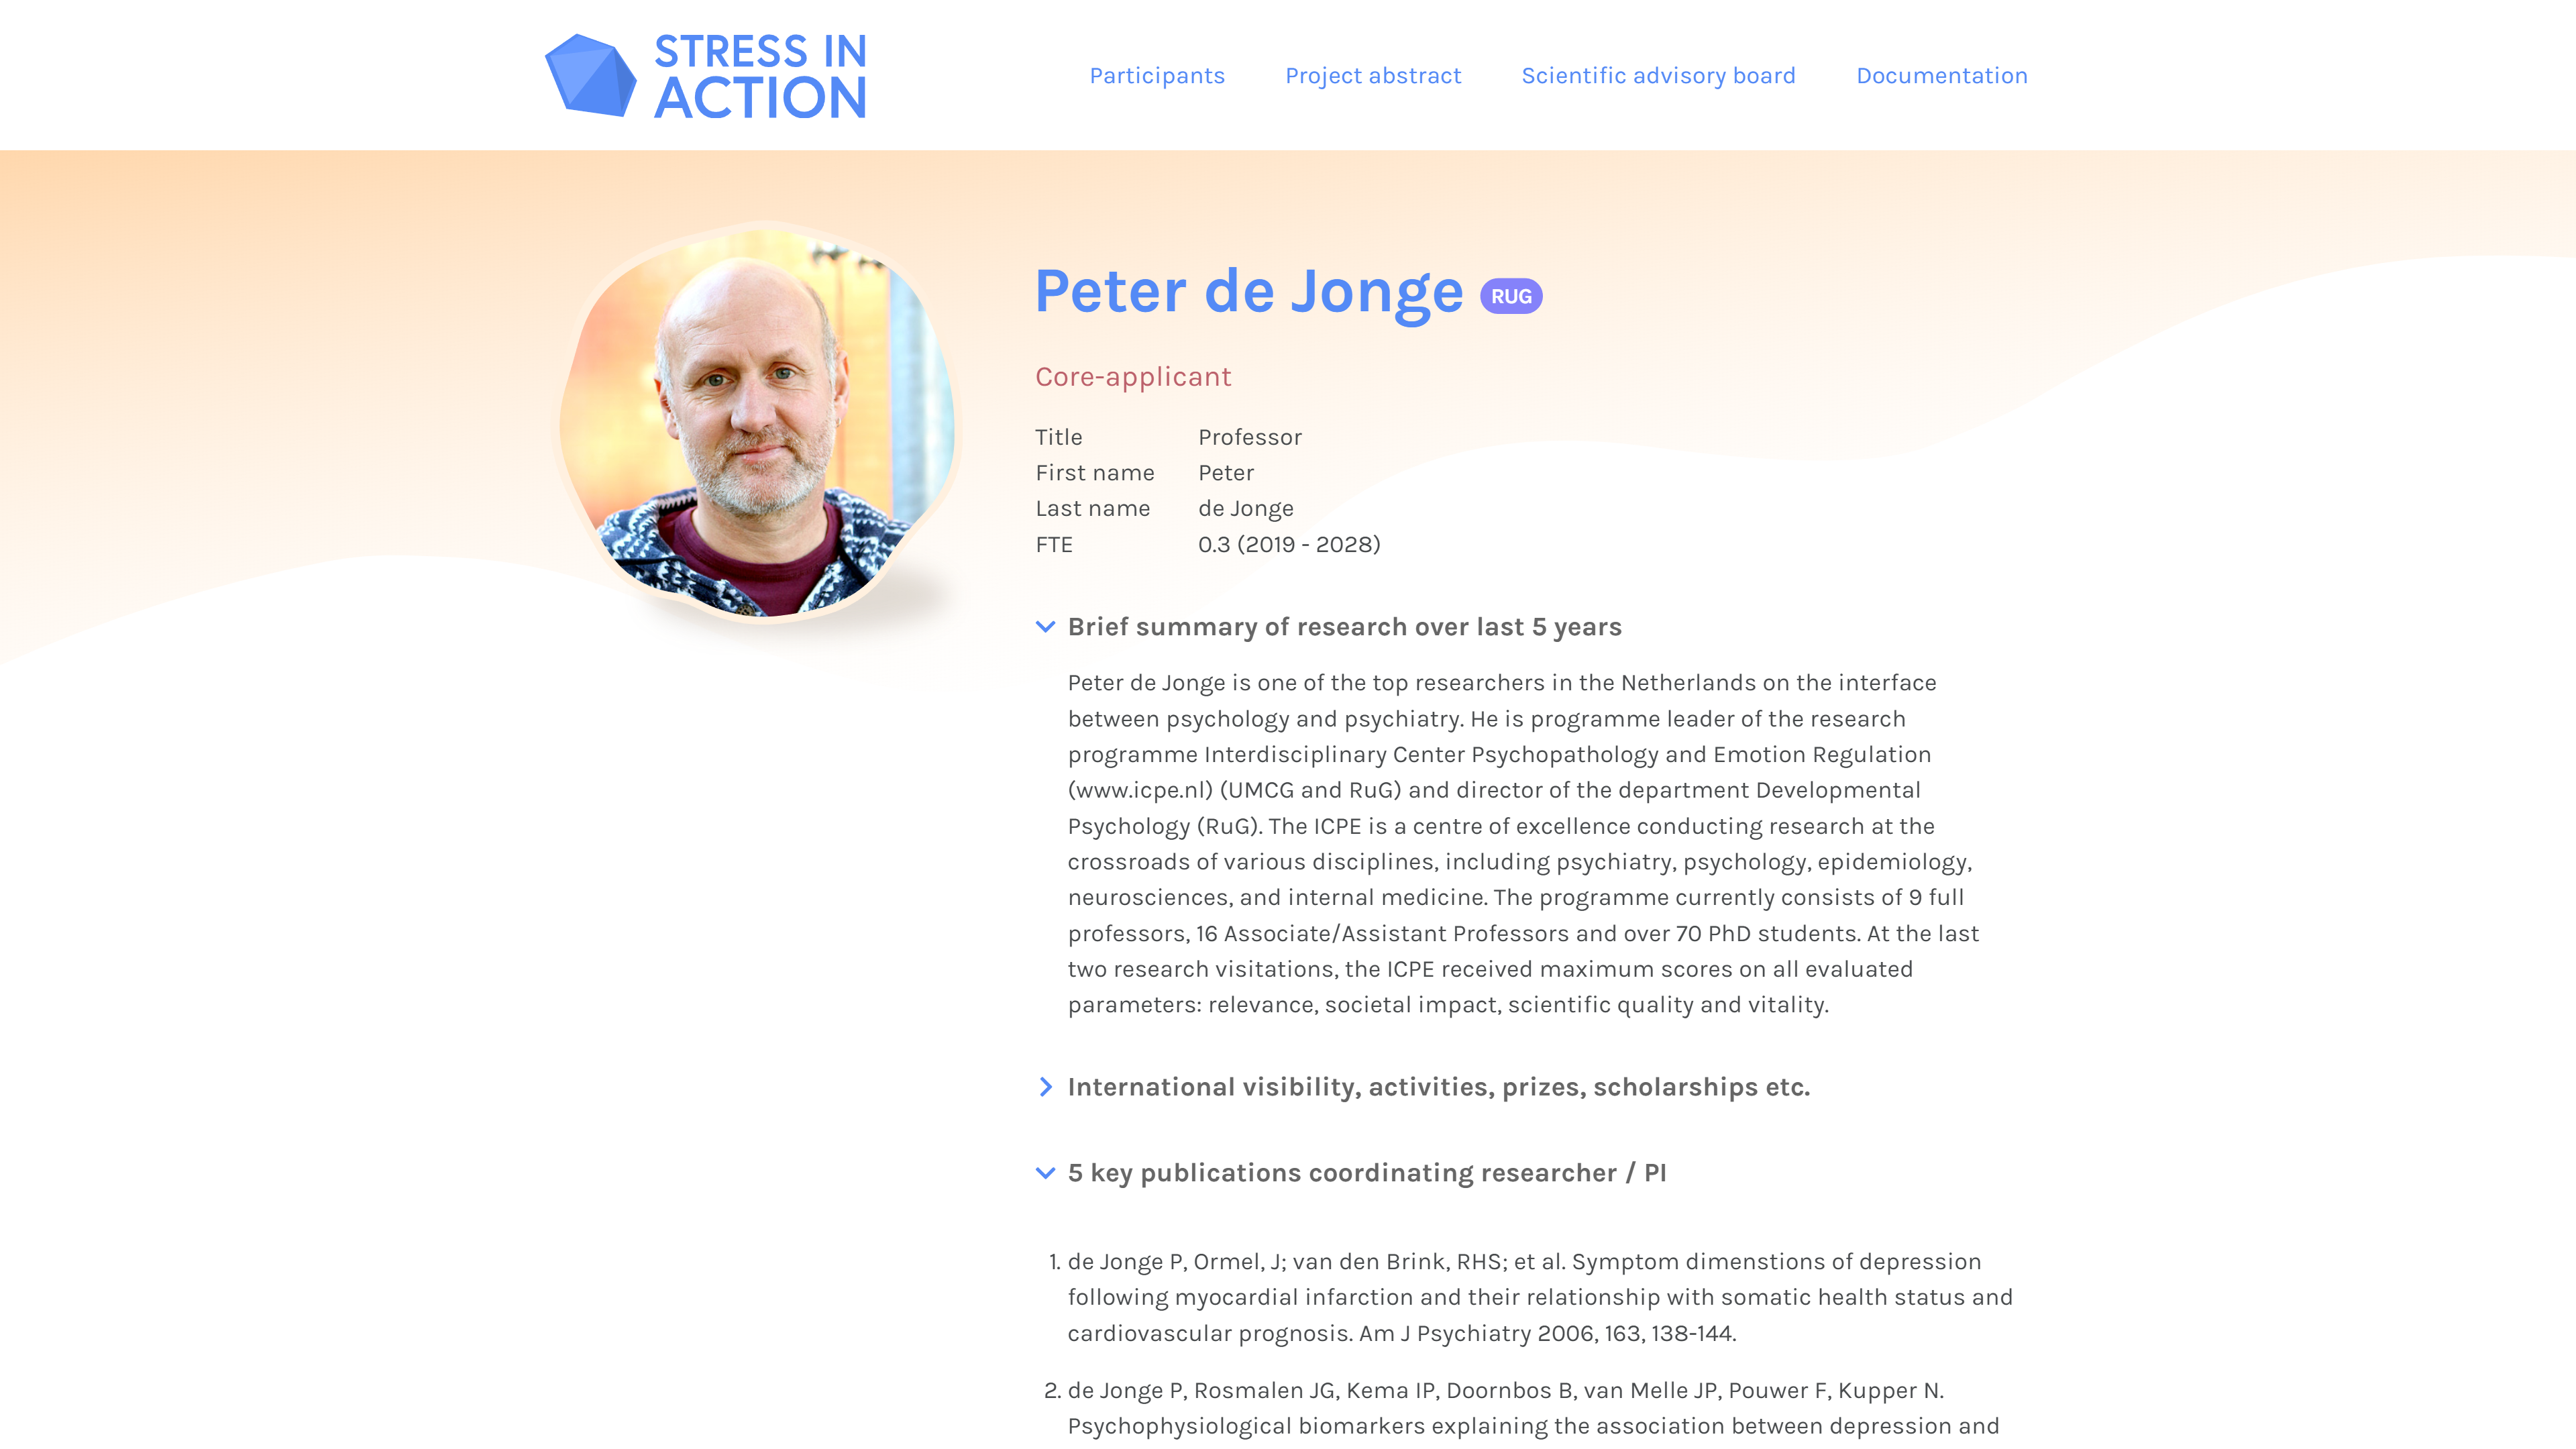 STRESS IN
ACTION
Participants
Project abstract
Scientific advisory board
Documentation
Peter de Jonge RUG
Core-applicant
Title Professor
First name Peter
Last name de Jonge
FTE 0.3 (2019 - 2028)
Brief summary of research over last 5 years
Peter de Jonge is one of the top researchers in the Netherlands on the interface
between psychology and psychiatry. He is programme leader of the research
programme Interdisciplinary Center Psychopathology and Emotion Regulation
(www.icpe.nl) (UMCG and RuG) and director of the department Developmental
Psychology (RuG). The ICPE is a centre of excellence conducting research at the
crossroads of various disciplines, including psychiatry, psychology, epidemiology,
neurosciences, and internal medicine. The programme currently consists of 9 full
professors, 16 Associate/Assistant Professors and over 70 PhD students. At the last
two research visitations, the ICPE received maximum scores on all evaluated
parameters: relevance, societal impact, scientific quality and vitality.
International visibility, activities, prizes, scholarships etc.
5 key publications coordinating researcher / PI
1. de Jonge P, Ormel, J; van den Brink, RHS; et al. Symptom dimenstions of depression
following myocardial infarction and their relationship with somatic health status and
cardiovascular prognosis. Am J Psychiatry 2006, 163, 138-144.
2. de Jonge P, Rosmalen JG, Kema IP, Doornbos B, van Melle JP, Pouwer F, Kupper N.
Psychophysiological biomarkers explaining the association between depression and